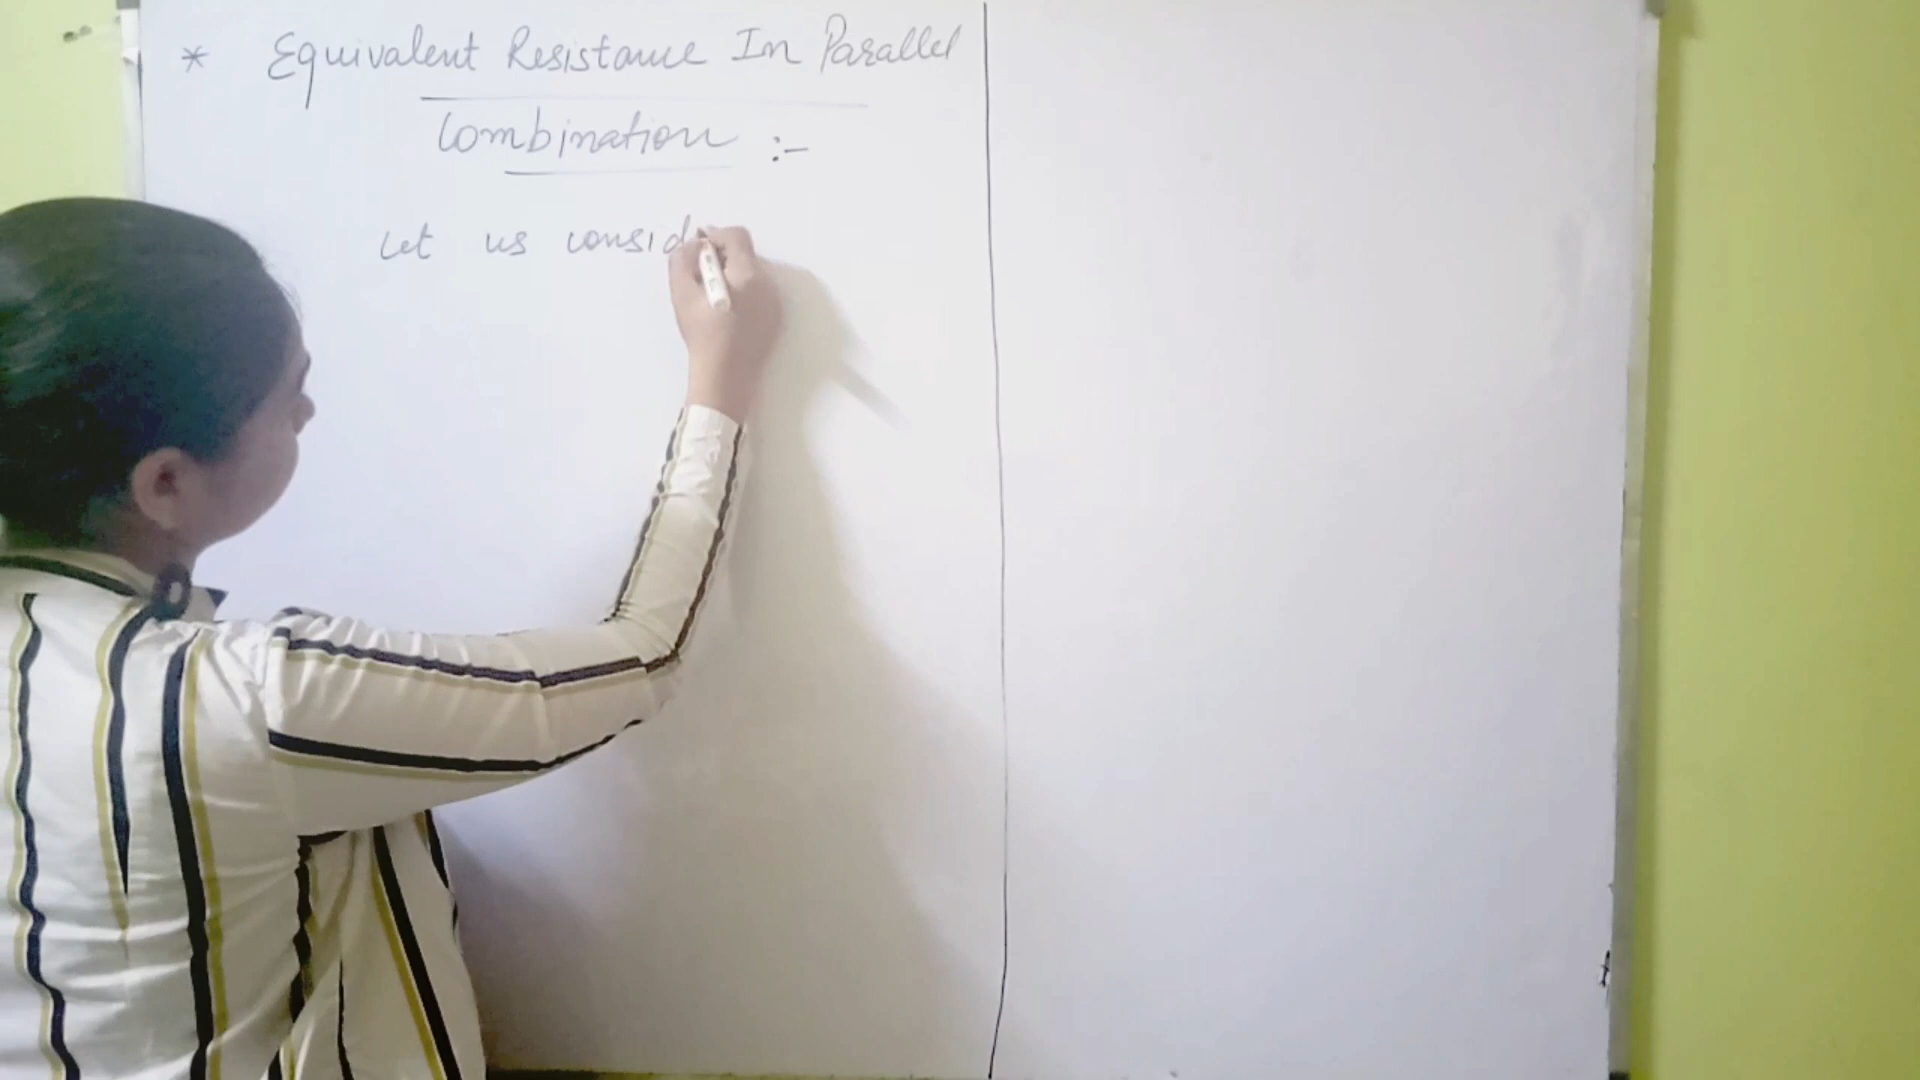 * Equivalent Resistance In Parallel
Combination :-
Let us consid